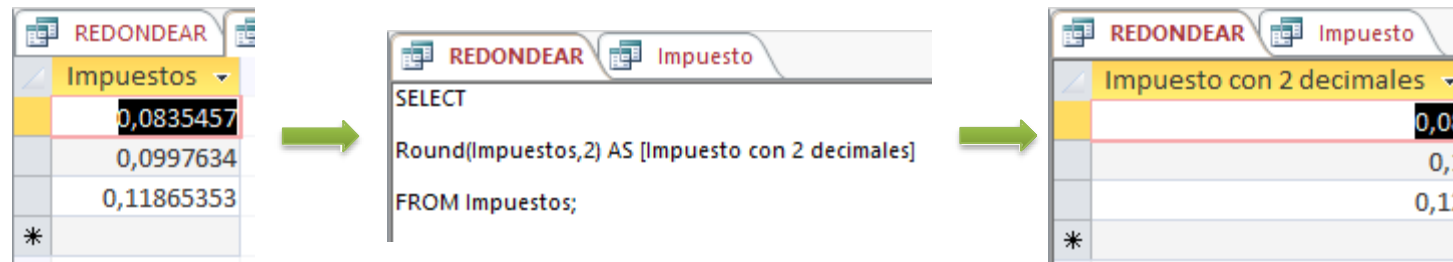 REDONDEAR
Impuestos
0,0835457
0,0997634
0,11865353
REDONDEAR Impuesto
SELECT
Round(Impuestos,2) AS [Impuesto con 2 decimales]
FROM Impuestos;
REDONDEAR Impuesto
Impuesto con 2 decimales